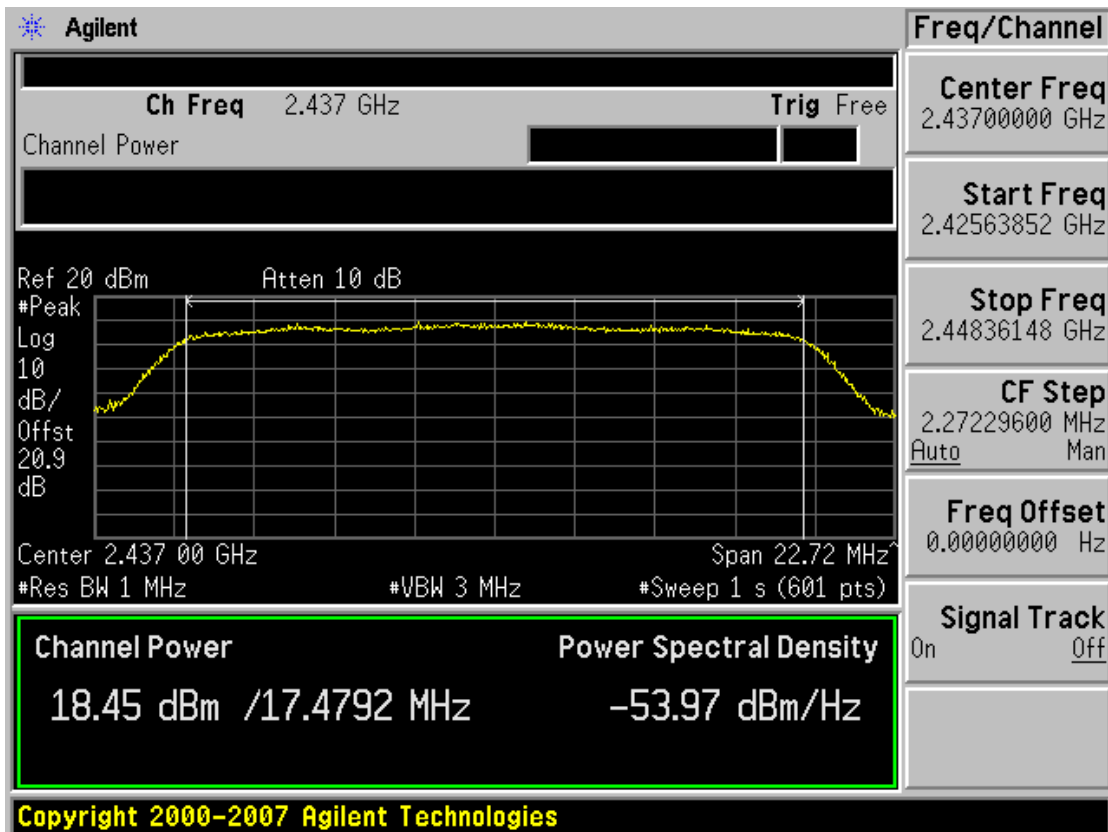 Agilent
Freq/Channel
Ch Freq 2.437 GHz Trig Free
Channel Power
Center Freq
2.43700000 GHz
Start Freq
2.42563852 GHz
Stop Freq
2.44836148 GHz
CF Step
2.27229600 MHz
Auto Man
Freq Offset
0.00000000 Hz
Signal Track
On Off
Ref 20 dBm Atten 10 dB
#Peak
Log
10
dB/
Offst
20.9
dB
Center 2.437 00 GHz Span 22.72 MHz^
#Res BW 1 MHz #VBW 3 MHz #Sweep 1 s (601 pts)
Channel Power Power Spectral Density
18.45 dBm /17.4792 MHz -53.97 dBm/Hz
Copyright 2000-2007 Agilent Technologies